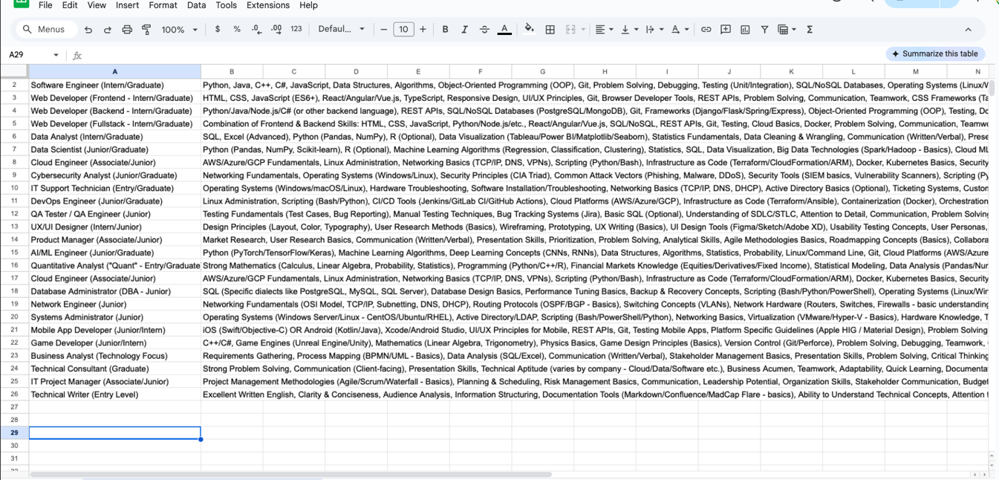 File Edit View Insert Format Data Tools Extensions Help
Menus 100% $ % .0 .00 123 Defaul... − 10 + B I A
A29 fx Summarize this table
A B C D E F G H I J K L M N
2 Software Engineer (Intern/Graduate) Python, Java, C++, C#, JavaScript, Data Structures, Algorithms, Object-Oriented Programming (OOP), Git, Problem Solving, Debugging, Testing (Unit/Integration), SQL/NoSQL Databases, Operating Systems (Linux/W
3 Web Developer (Frontend - Intern/Graduate) HTML, CSS, JavaScript (ES6+), React/Angular/Vue.js, TypeScript, Responsive Design, UI/UX Principles, Git, Browser Developer Tools, REST APIs, Problem Solving, Communication, Teamwork, CSS Frameworks (Ta
4 Web Developer (Backend - Intern/Graduate) Python/Java/Node.js/C# (or other backend language), REST APIs, SQL/NoSQL Databases (PostgreSQL/MongoDB), Git, Frameworks (Django/Flask/Spring/Express), Object-Oriented Programming (OOP), Testing, Do
5 Web Developer (Fullstack - Intern/Graduate) Combination of Frontend & Backend Skills: HTML, CSS, JavaScript, Python/Node.js/etc., React/Angular/Vue.js, SQL/NoSQL, REST APIs, Git, Testing, Cloud Basics, Docker, Problem Solving, Communication, Teamw
6 Data Analyst (Intern/Graduate) SQL, Excel (Advanced), Python (Pandas, NumPy), R (Optional), Data Visualization (Tableau/Power BI/Matplotlib/Seaborn), Statistics Fundamentals, Data Cleaning & Wrangling, Communication (Written/Verbal), Prese
7 Data Scientist (Junior/Graduate) Python (Pandas, NumPy, Scikit-learn), R (Optional), Machine Learning Algorithms (Regression, Classification, Clustering), Statistics, SQL, Data Visualization, Big Data Technologies (Spark/Hadoop - Basics), Cloud ML
8 Cloud Engineer (Associate/Junior) AWS/Azure/GCP Fundamentals, Linux Administration, Networking Basics (TCP/IP, DNS, VPNs), Scripting (Python/Bash), Infrastructure as Code (Terraform/CloudFormation/ARM), Docker, Kubernetes Basics, Security
9 Cybersecurity Analyst (Junior/Graduate) Networking Fundamentals, Operating Systems (Windows/Linux), Security Principles (CIA Triad), Common Attack Vectors (Phishing, Malware, DDoS), Security Tools (SIEM basics, Vulnerability Scanners), Scripting (Py
10 IT Support Technician (Entry/Graduate) Operating Systems (Windows/macOS/Linux), Hardware Troubleshooting, Software Installation/Troubleshooting, Networking Basics (TCP/IP, DNS, DHCP), Active Directory Basics (Optional), Ticketing Systems, Custom
11 DevOps Engineer (Junior/Graduate) Linux Administration, Scripting (Bash/Python), CI/CD Tools (Jenkins/GitLab CI/GitHub Actions), Cloud Platforms (AWS/Azure/GCP), Infrastructure as Code (Terraform/Ansible), Containerization (Docker), Orchestration
12 QA Tester / QA Engineer (Junior) Testing Fundamentals (Test Cases, Bug Reporting), Manual Testing Techniques, Bug Tracking Systems (Jira), Basic SQL (Optional), Understanding of SDLC/STLC, Attention to Detail, Communication, Problem Solving
13 UX/UI Designer (Intern/Junior) Design Principles (Layout, Color, Typography), User Research Methods (Basics), Wireframing, Prototyping, UX Writing (Basics), UI Design Tools (Figma/Sketch/Adobe XD), Usability Testing Concepts, User Personas,
14 Product Manager (Associate/Junior) Market Research, User Research Basics, Communication (Written/Verbal), Presentation Skills, Prioritization, Problem Solving, Analytical Skills, Agile Methodologies Basics, Roadmapping Concepts (Basics), Collabora
15 AI/ML Engineer (Junior/Graduate) Python (PyTorch/TensorFlow/Keras), Machine Learning Algorithms, Deep Learning Concepts (CNNs, RNNs), Data Structures, Algorithms, Statistics, Probability, Linux/Command Line, Git, Cloud Platforms (AWS/Azure
16 Quantitative Analyst ("Quant" - Entry/Graduate Strong Mathematics (Calculus, Linear Algebra, Probability, Statistics), Programming (Python/C++/R), Financial Markets Knowledge (Equities/Derivatives/Fixed Income), Statistical Modeling, Data Analysis (Pandas/Nu
17 Cloud Engineer (Associate/Junior) AWS/Azure/GCP Fundamentals, Linux Administration, Networking Basics (TCP/IP, DNS, VPNs), Scripting (Python/Bash), Infrastructure as Code (Terraform/CloudFormation/ARM), Docker, Kubernetes Basics, Security
18 Database Administrator (DBA - Junior) SQL (Specific dialects like PostgreSQL, MySQL, SQL Server), Database Design Basics, Performance Tuning Basics, Backup & Recovery Concepts, Scripting (Bash/Python/PowerShell), Operating Systems (Linux/Win
19 Network Engineer (Junior) Networking Fundamentals (OSI Model, TCP/IP, Subnetting, DNS, DHCP), Routing Protocols (OSPF/BGP - Basics), Switching Concepts (VLANs), Network Hardware (Routers, Switches, Firewalls - basic understanding
20 Systems Administrator (Junior) Operating Systems (Windows Server/Linux - CentOS/Ubuntu/RHEL), Active Directory/LDAP, Scripting (Bash/PowerShell/Python), Networking Basics, Virtualization (VMware/Hyper-V - Basics), Hardware Knowledge, T
21 Mobile App Developer (Junior/Intern) iOS (Swift/Objective-C) OR Android (Kotlin/Java), Xcode/Android Studio, UI/UX Principles for Mobile, REST APIs, Git, Testing Mobile Apps, Platform Specific Guidelines (Apple HIG / Material Design), Problem Solving
22 Game Developer (Junior/Intern) C++/C#, Game Engines (Unreal Engine/Unity), Mathematics (Linear Algebra, Trigonometry), Physics Basics, Game Design Principles (Basics), Version Control (Git/Perforce), Problem Solving, Debugging, Teamwork,
23 Business Analyst (Technology Focus) Requirements Gathering, Process Mapping (BPMN/UML - Basics), Data Analysis (SQL/Excel), Communication (Written/Verbal), Stakeholder Management Basics, Presentation Skills, Problem Solving, Critical Thinking
24 Technical Consultant (Graduate) Strong Problem Solving, Communication (Client-facing), Presentation Skills, Technical Aptitude (varies by company - Cloud/Data/Software etc.), Business Acumen, Teamwork, Adaptability, Quick Learning, Documenta
25 IT Project Manager (Associate/Junior) Project Management Methodologies (Agile/Scrum/Waterfall - Basics), Planning & Scheduling, Risk Management Basics, Communication, Leadership Potential, Organization Skills, Stakeholder Communication, Budget
26 Technical Writer (Entry Level) Excellent Written English, Clarity & Conciseness, Audience Analysis, Information Structuring, Documentation Tools (Markdown/Confluence/MadCap Flare - basics), Ability to Understand Technical Concepts, Attention t
27
28
29
30
31